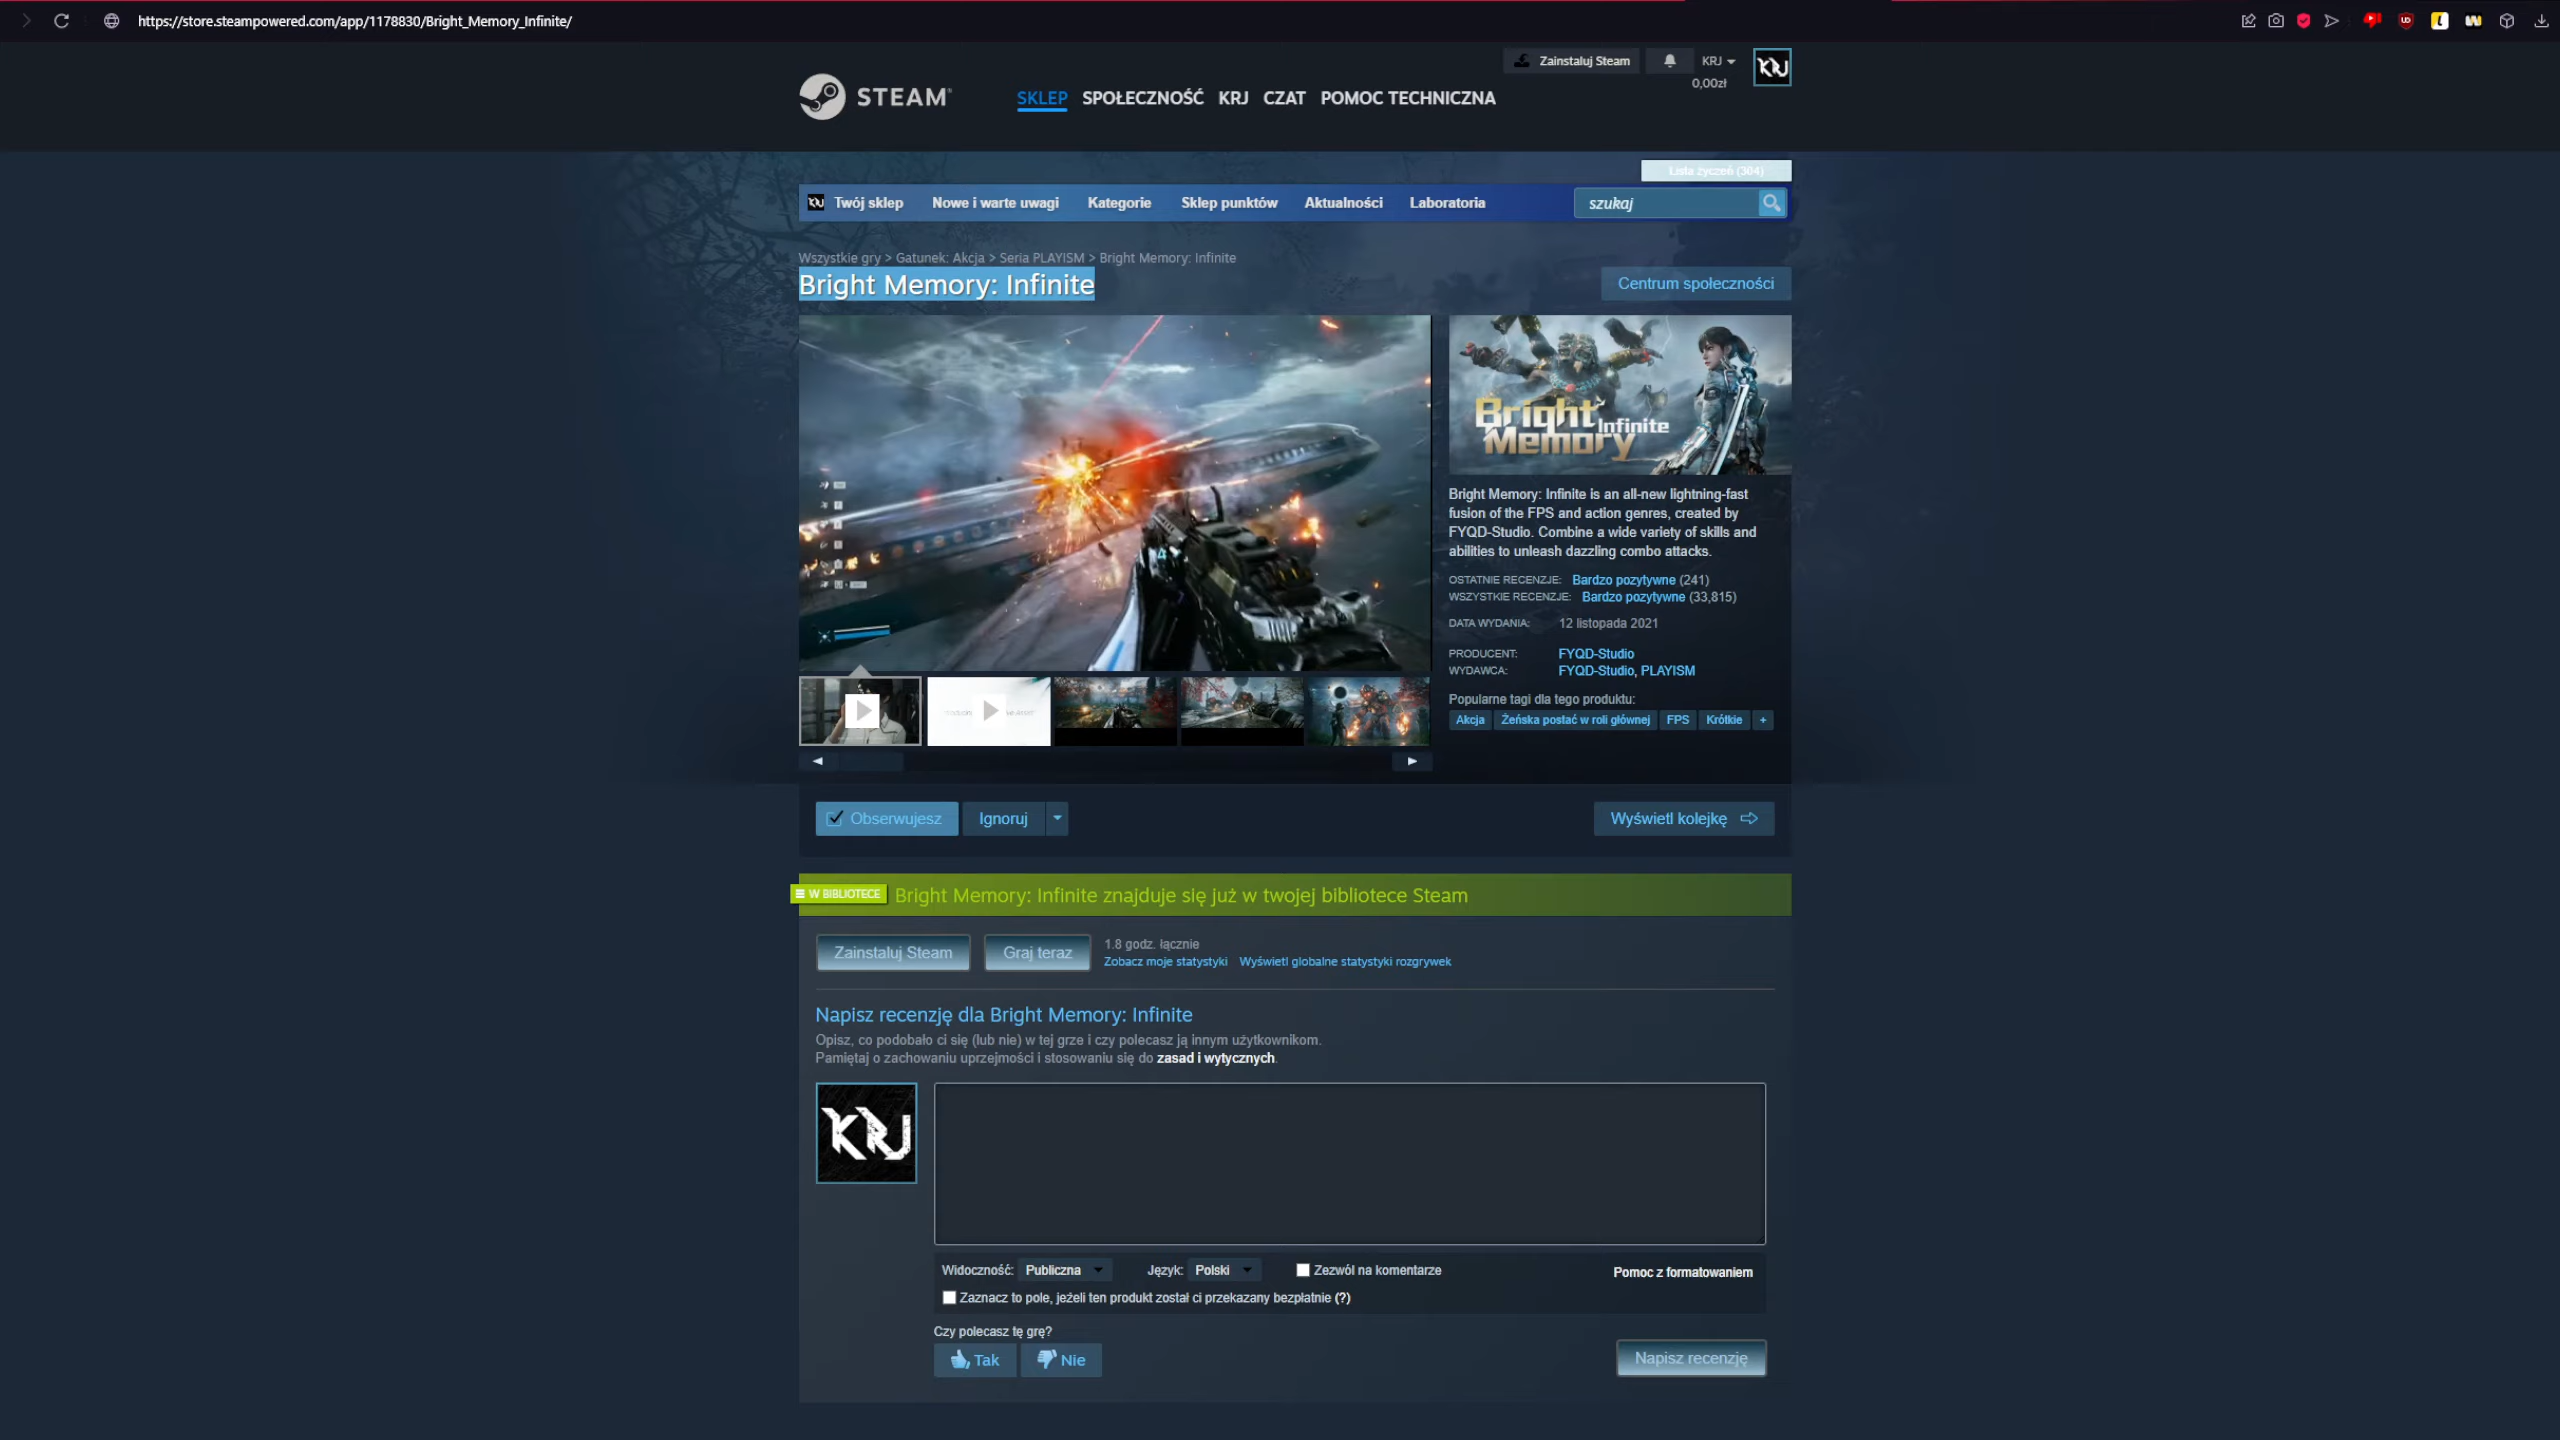 https://store.steampowered.com/app/1178830/Bright_Memory_Infinite/
Zainstaluj Steam
KRJ
0,00zł
KRJ
STEAM
SKLEP SPOŁECZNOŚĆ KRJ CZAT POMOC TECHNICZNA
Lista życzeń (304)
Twój sklep Nowe i warte uwagi Kategorie Sklep punktów Aktualności Laboratoria szukaj
Wszystkie gry > Gatunek: Akcja > Seria PLAYISM > Bright Memory: Infinite
Bright Memory: Infinite
Centrum społeczności
Bright Memory Infinite
Bright Memory: Infinite is an all-new lightning-fast
fusion of the FPS and action genres, created by
FYQD-Studio. Combine a wide variety of skills and
abilities to unleash dazzling combo attacks.
OSTATNIE RECENZJE: Bardzo pozytywne (241)
WSZYSTKIE RECENZJE: Bardzo pozytywne (33,815)
DATA WYDANIA: 12 listopada 2021
PRODUCENT: FYQD-Studio
WYDAWCA: FYQD-Studio, PLAYISM
Popularne tagi dla tego produktu:
Akcja Żeńska postać w roli głównej FPS Krótkie +
Obserwujesz Ignoruj Wyświetl kolejkę
W BIBLIOTECE Bright Memory: Infinite znajduje się już w twojej bibliotece Steam
Zainstaluj Steam Graj teraz
1.8 godz. łącznie
Zobacz moje statystyki Wyświetl globalne statystyki rozgrywek
Napisz recenzję dla Bright Memory: Infinite
Opisz, co podobało ci się (lub nie) w tej grze i czy polecasz ją innym użytkownikom.
Pamiętaj o zachowaniu uprzejmości i stosowaniu się do zasad i wytycznych.
KRJ
Widoczność: Publiczna Język: Polski Zezwól na komentarze Pomoc z formatowaniem
Zaznacz to pole, jeżeli ten produkt został ci przekazany bezpłatnie (?)
Czy polecasz tę grę?
Tak Nie
Napisz recenzję